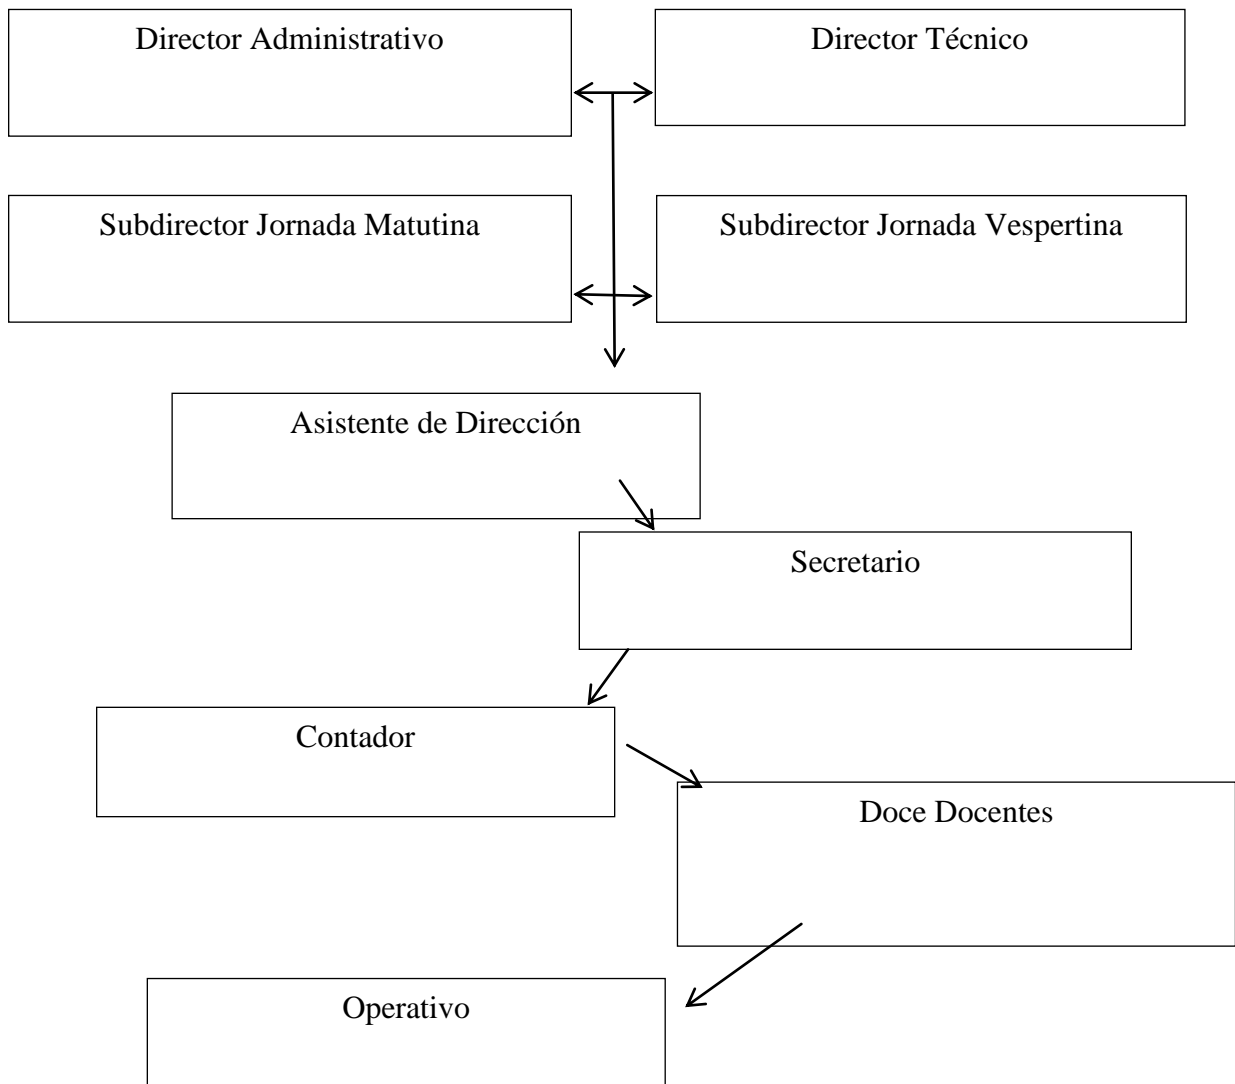 Director Administrativo
Director Técnico
Subdirector Jornada Matutina
Subdirector Jornada Vespertina
Asistente de Dirección
Secretario
Contador
Doce Docentes
Operativo